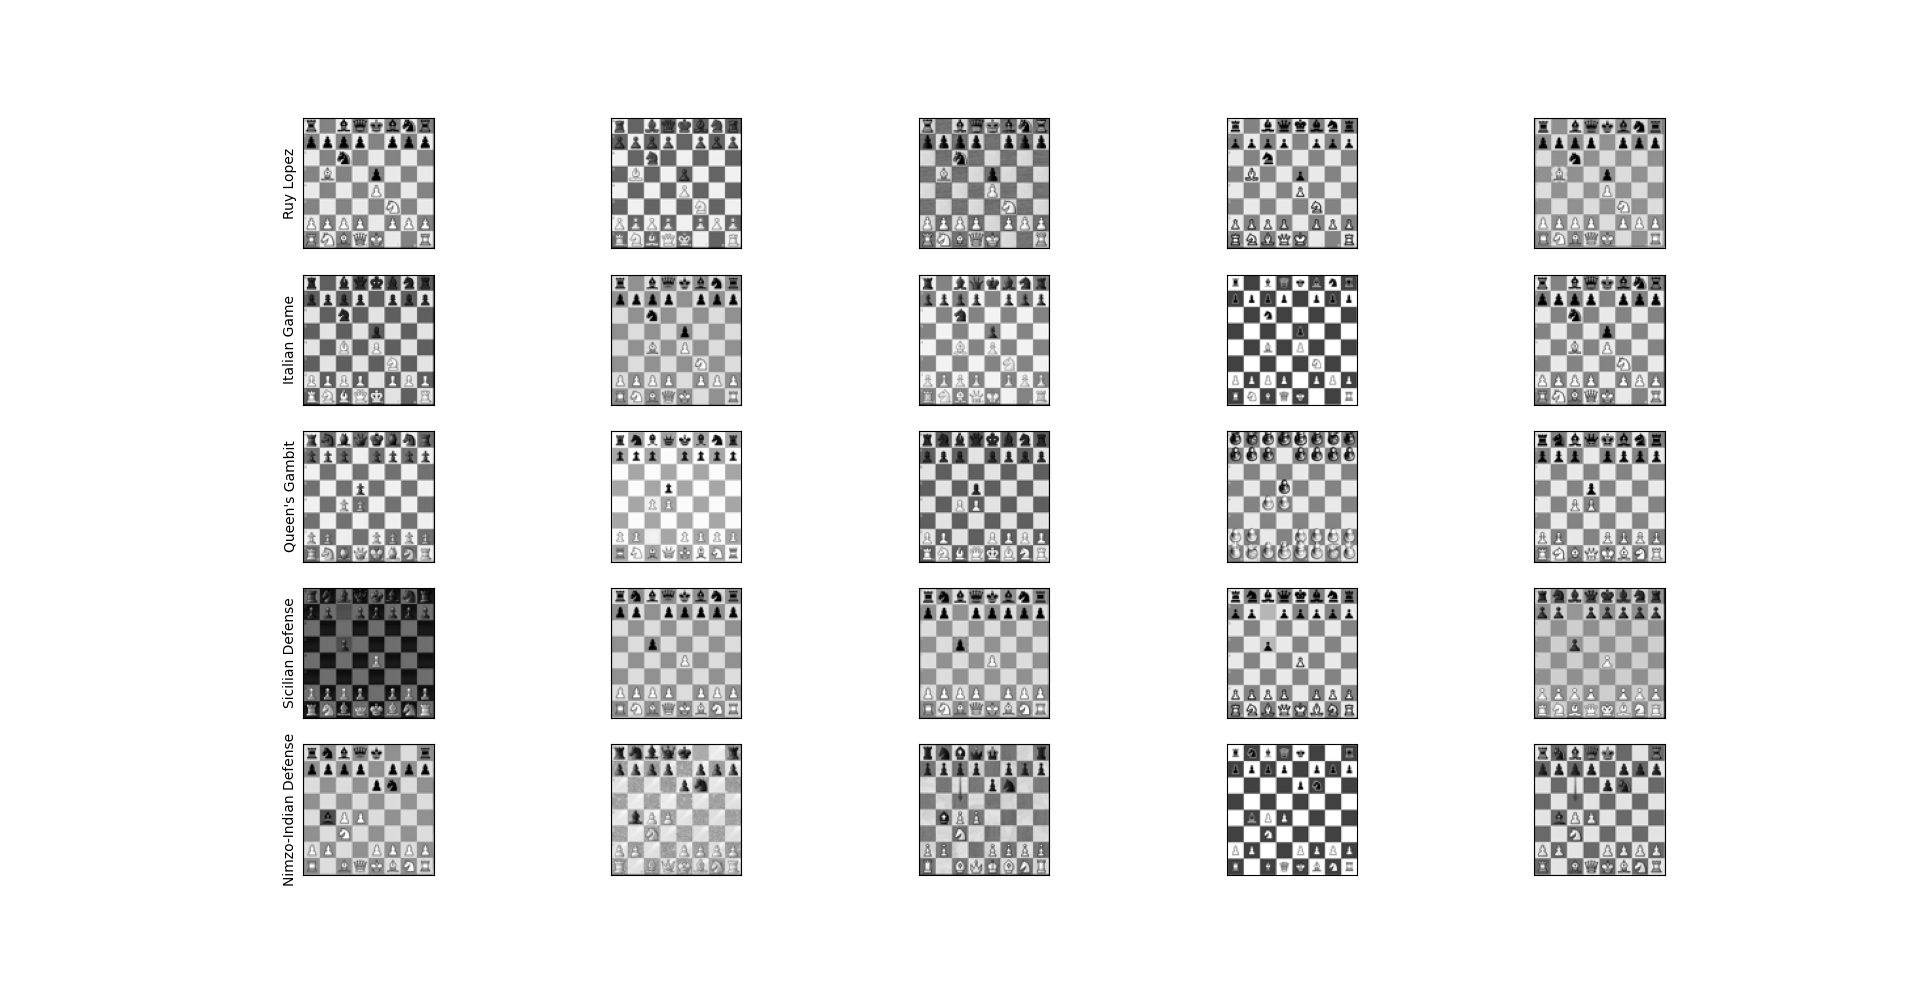 Ruy Lopez
Italian Game
Queen's Gambit
Sicilian Defense
Nimzo-Indian Defense